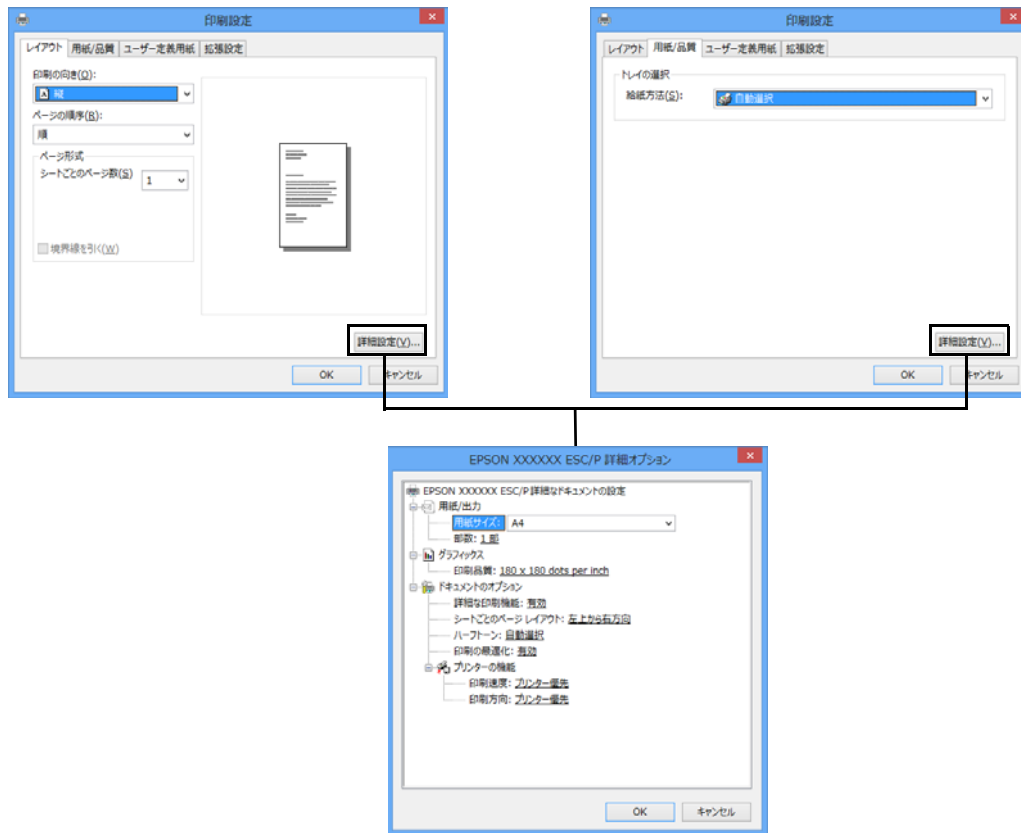 印刷設定
レイアウト 用紙/品質 ユーザー定義用紙 拡張設定
印刷の向き(O):
縦
ページの順序(R):
順
ページ形式
シートごとのページ数(S) 1
境界線を引く(W)
詳細設定(V)...
OK キャンセル
印刷設定
レイアウト 用紙/品質 ユーザー定義用紙 拡張設定
トレイの選択
給紙方法(S): 自動選択
詳細設定(V)...
OK キャンセル
EPSON XXXXXX ESC/P 詳細オプション
EPSON XXXXXX ESC/P 詳細なドキュメントの設定
用紙/出力
用紙サイズ: A4
部数: 1 部
グラフィックス
印刷品質: 180 x 180 dots per inch
ドキュメントのオプション
詳細な印刷機能: 有効
シートごとのページ レイアウト: 左上から右方向
ハーフトーン: 自動選択
印刷の最適化: 有効
プリンターの機能
印刷速度: プリンター優先
印刷方向: プリンター優先
OK キャンセル